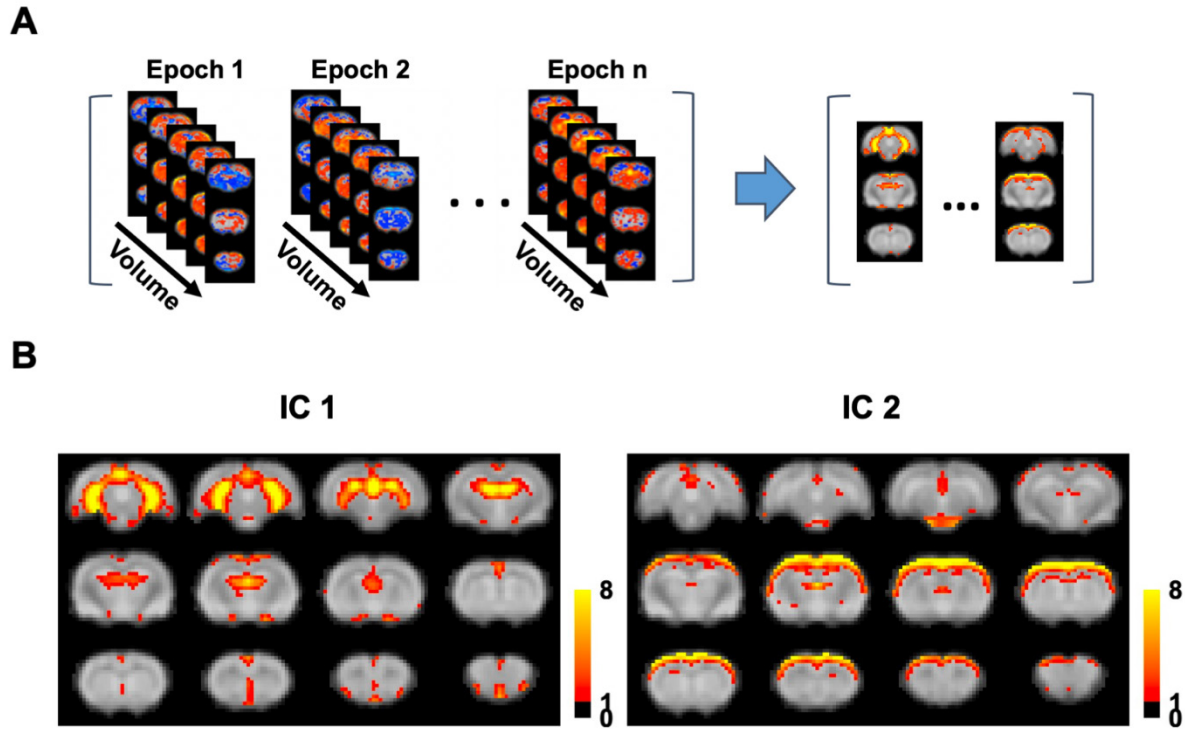 A
Epoch 1
Epoch 2
Epoch n
...
...
Volume
Volume
Volume
B
IC 1
IC 2
8
1
0
8
1
0